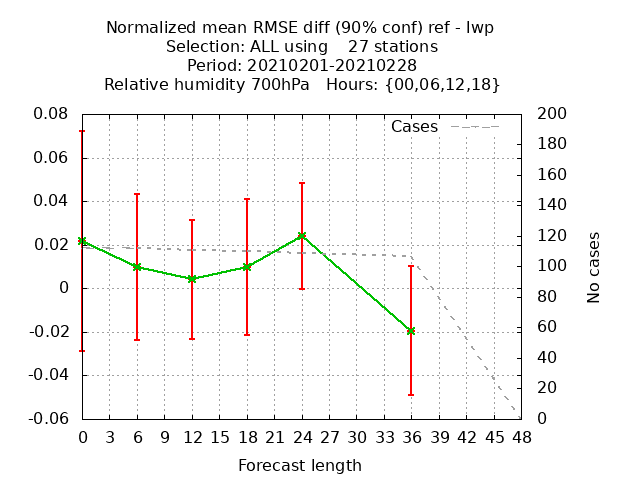 Normalized mean RMSE diff (90% conf) ref - lwp
Selection: ALL using    27 stations
Period: 20210201-20210228
Relative humidity 700hPa   Hours: {00,06,12,18}
Cases
0.08
0.06
0.04
0.02
0
-0.02
-0.04
-0.06
200
180
160
140
120
100
80
60
40
20
0
No cases
0 3 6 9 12 15 18 21 24 27 30 33 36 39 42 45 48
Forecast length